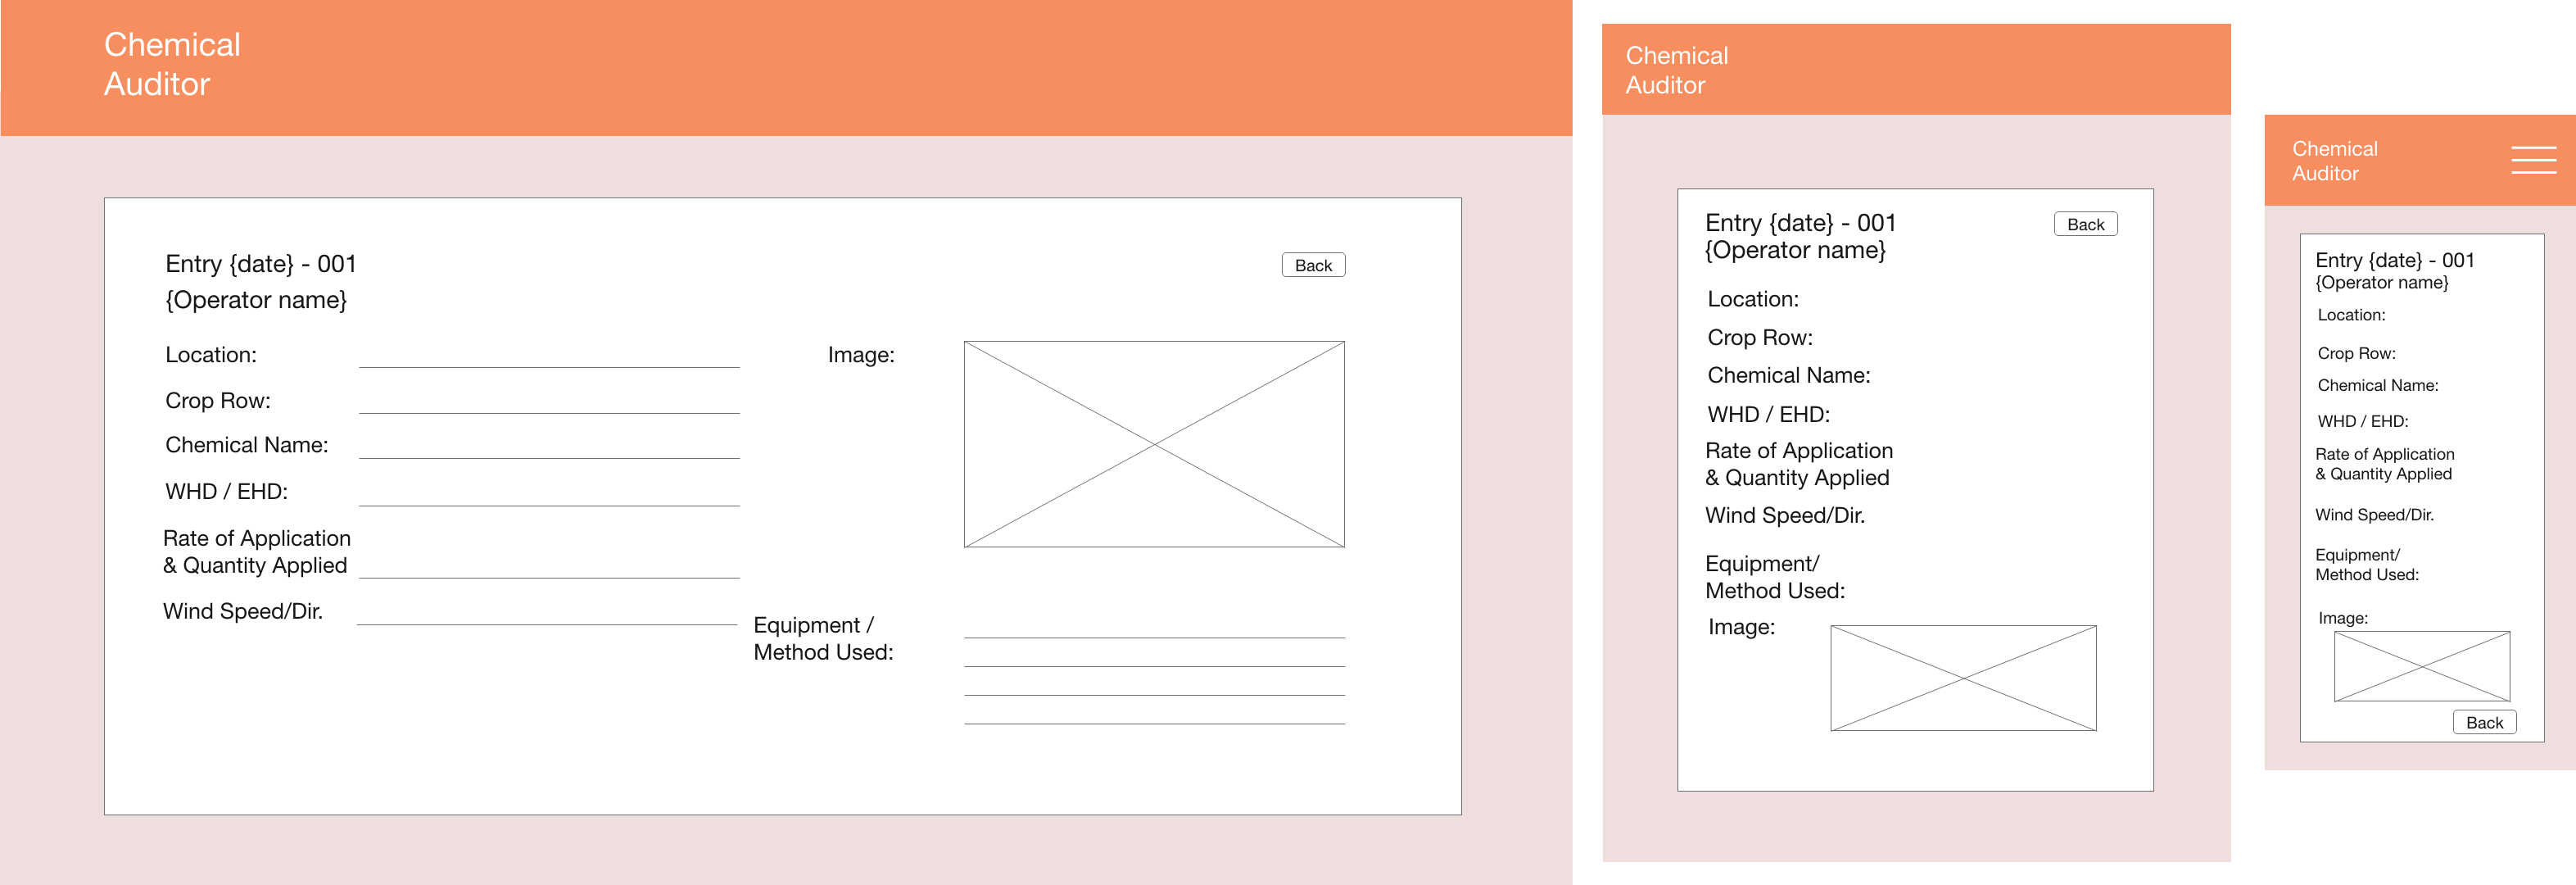 Chemical
Auditor
Entry {date} - 001
Back
{Operator name}
Location:
Image:
Crop Row:
Chemical Name:
WHD / EHD:
Rate of Application
& Quantity Applied
Wind Speed/Dir.
Equipment /
Method Used:
Chemical
Auditor
Entry {date} - 001
Back
{Operator name}
Location:
Crop Row:
Chemical Name:
WHD / EHD:
Rate of Application
& Quantity Applied
Wind Speed/Dir.
Equipment/
Method Used:
Image:
Chemical
Auditor
Entry {date} - 001
{Operator name}
Location:
Crop Row:
Chemical Name:
WHD / EHD:
Rate of Application
& Quantity Applied
Wind Speed/Dir.
Equipment/
Method Used:
Image:
Back